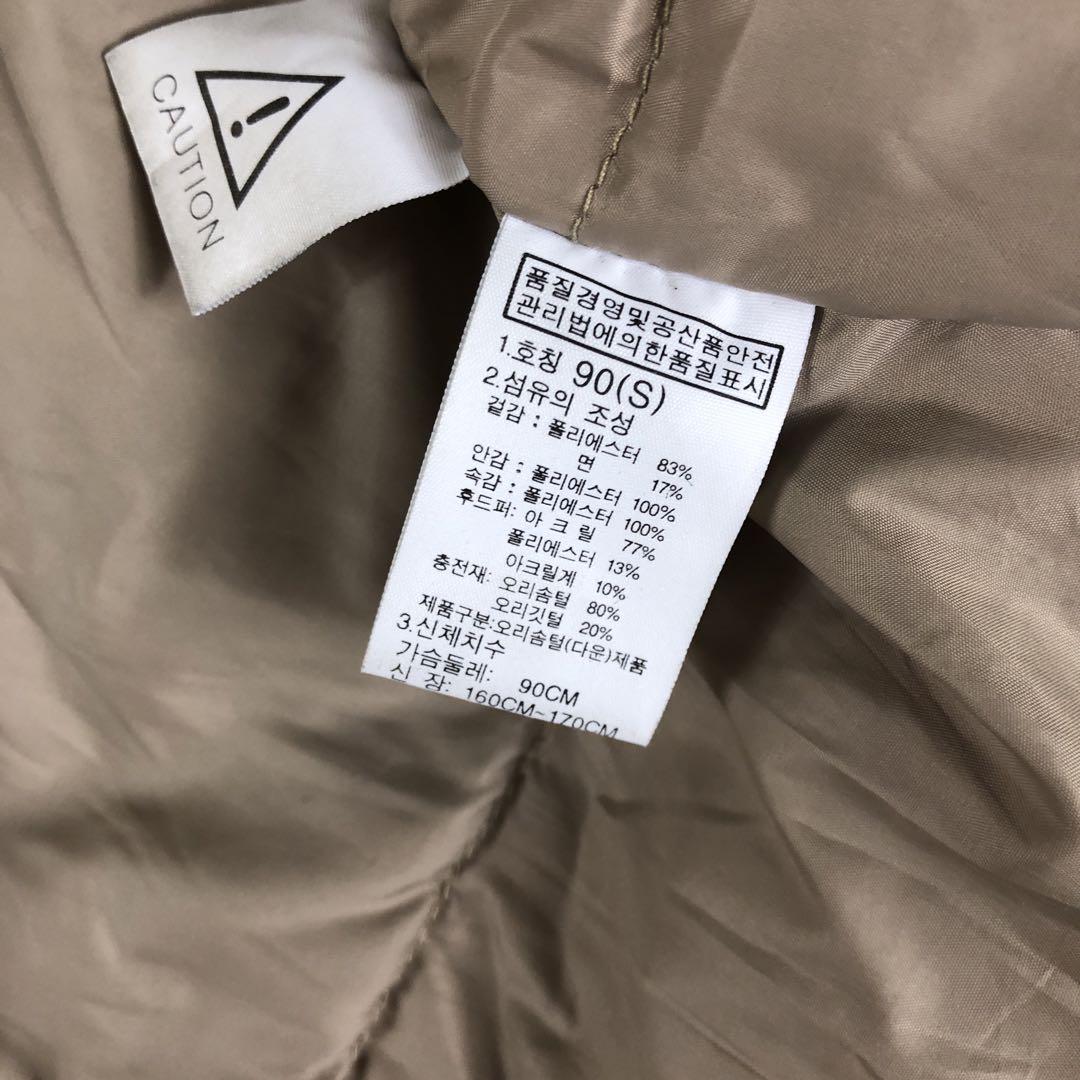 CAUTION
품질경영및공산품안전
관리법에의한품질표시
1.호칭 90(S)
2.섬유의 조성
겉감 : 폴리에스터 83%
면 17%
안감 : 폴리에스터 100%
속감 : 폴리에스터 100%
후드퍼: 아 크 릴 77%
폴리에스터 13%
아크릴계 10%
충전재: 오리솜털 80%
오리깃털 20%
제품구분:오리솜털(다운)제품
3.신체치수
가슴둘레: 90CM
신 장: 160CM~170CM